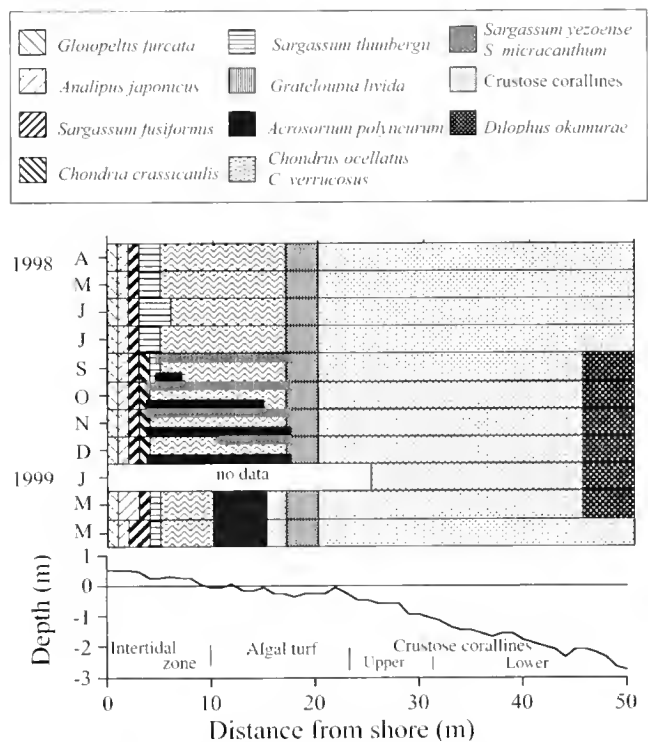 Gloiopeltis furcata
Analipus japonicus
Sargassum fusiformis
Chondria crassicaulis
Sargassum thunbergii
Grateloupia livida
Acrosorium polyneurum
Chondrus ocellatus
C. verrucosus
Sargassum yezoense
S. micracanthum
Crustose corallines
Dilophus okamurae
1998
A
M
J
J
S
O
N
D
1999
J
M
M
no data
Depth (m)
1
0
-1
-2
-3
Intertidal
zone
Algal turf
Crustose corallines
Upper
Lower
0
10
20
30
40
50
Distance from shore (m)